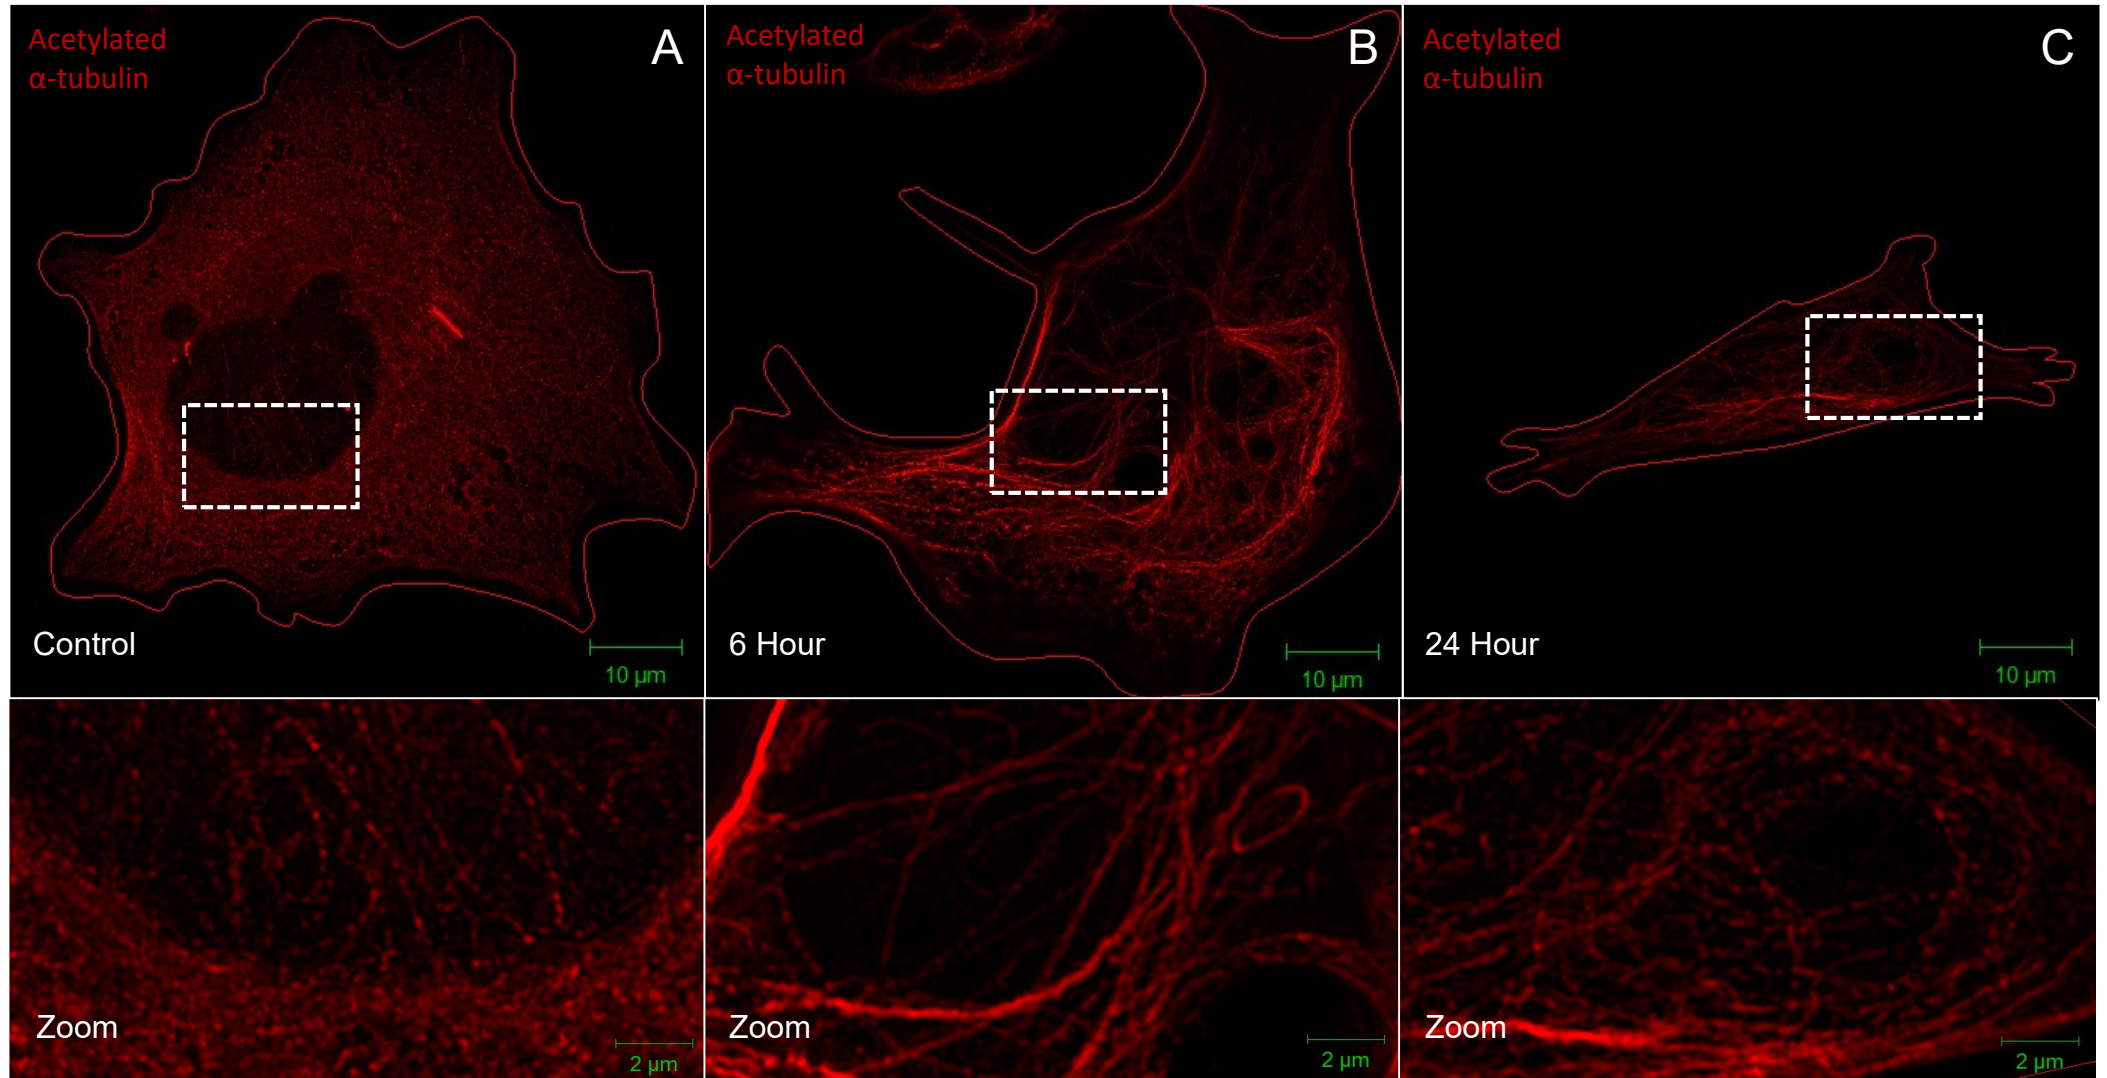 Acetylated
α-tubulin
A
Control
10 µm
Acetylated
α-tubulin
B
6 Hour
10 µm
Acetylated
α-tubulin
C
24 Hour
10 µm
Zoom
2 µm
Zoom
2 µm
Zoom
2 µm